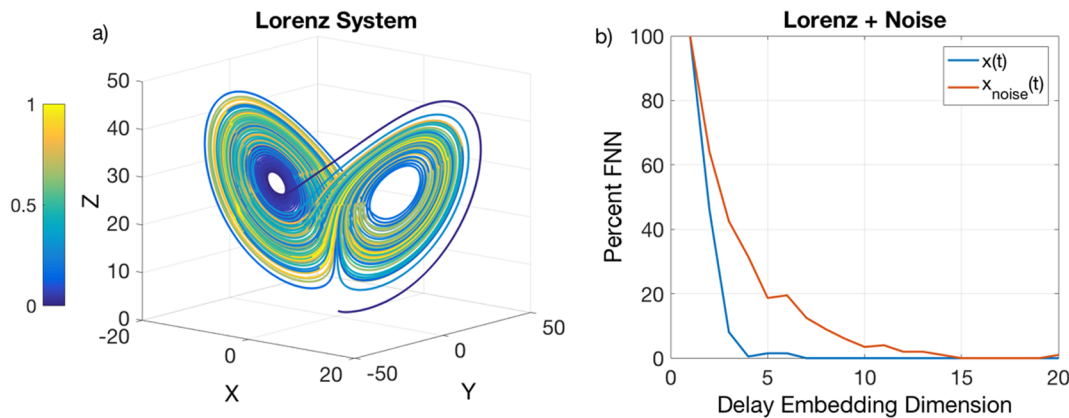 a)
Lorenz System
50
40
30
20
10
0
Z
-20
0
20
X
-50
0
50
Y
1
0.5
0
b)
Lorenz + Noise
x(t)
x_noise(t)
100
80
60
40
20
0
Percent FNN
0
5
10
15
20
Delay Embedding Dimension